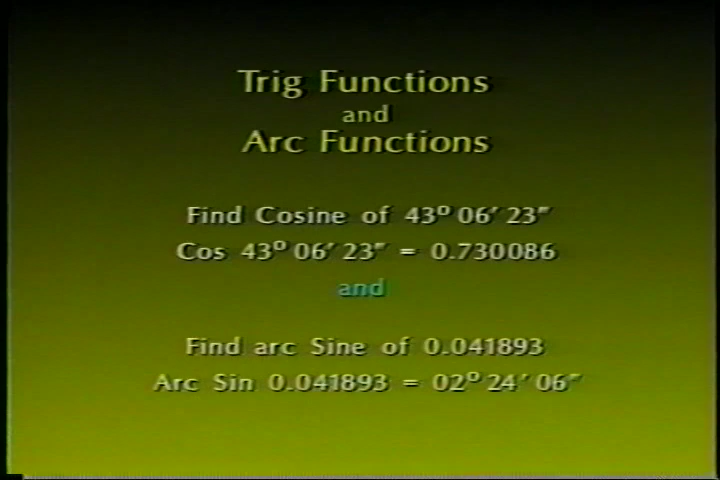 Trig Functions
and
Arc Functions
Find Cosine of 43° 06′ 23″
Cos 43° 06′ 23″ = 0.730086
and
Find arc Sine of 0.041893
Arc Sin 0.041893 = 02° 24′ 06″